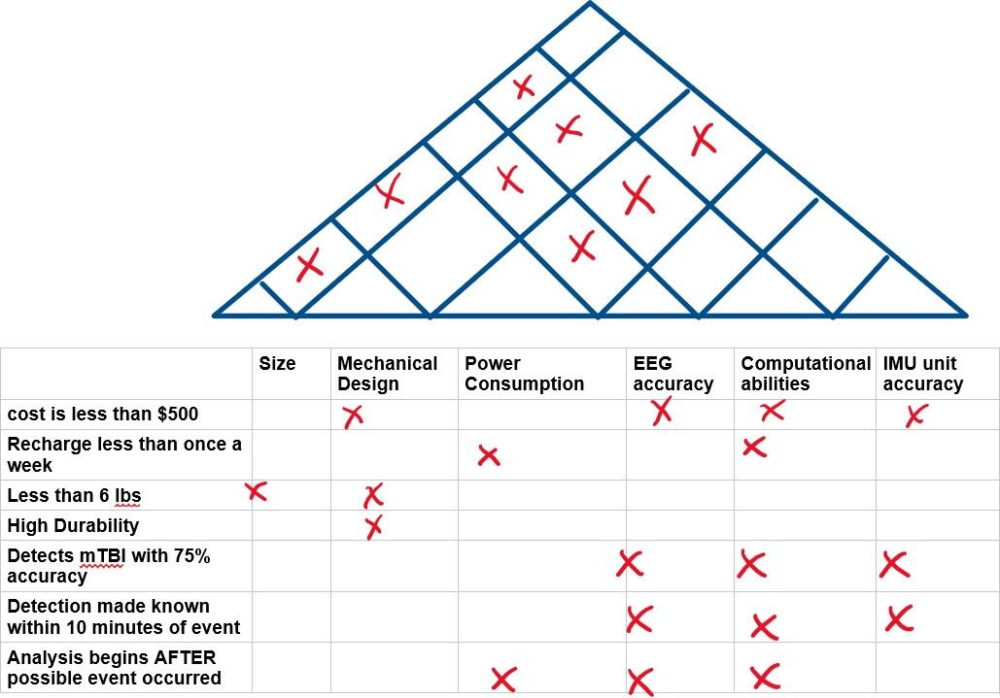 Size
Mechanical
Design
Power
Consumption
EEG
accuracy
Computational
abilities
IMU unit
accuracy
cost is less than $500
Recharge less than once a
week
Less than 6 lbs
High Durability
Detects mTBI with 75%
accuracy
Detection made known
within 10 minutes of event
Analysis begins AFTER
possible event occurred